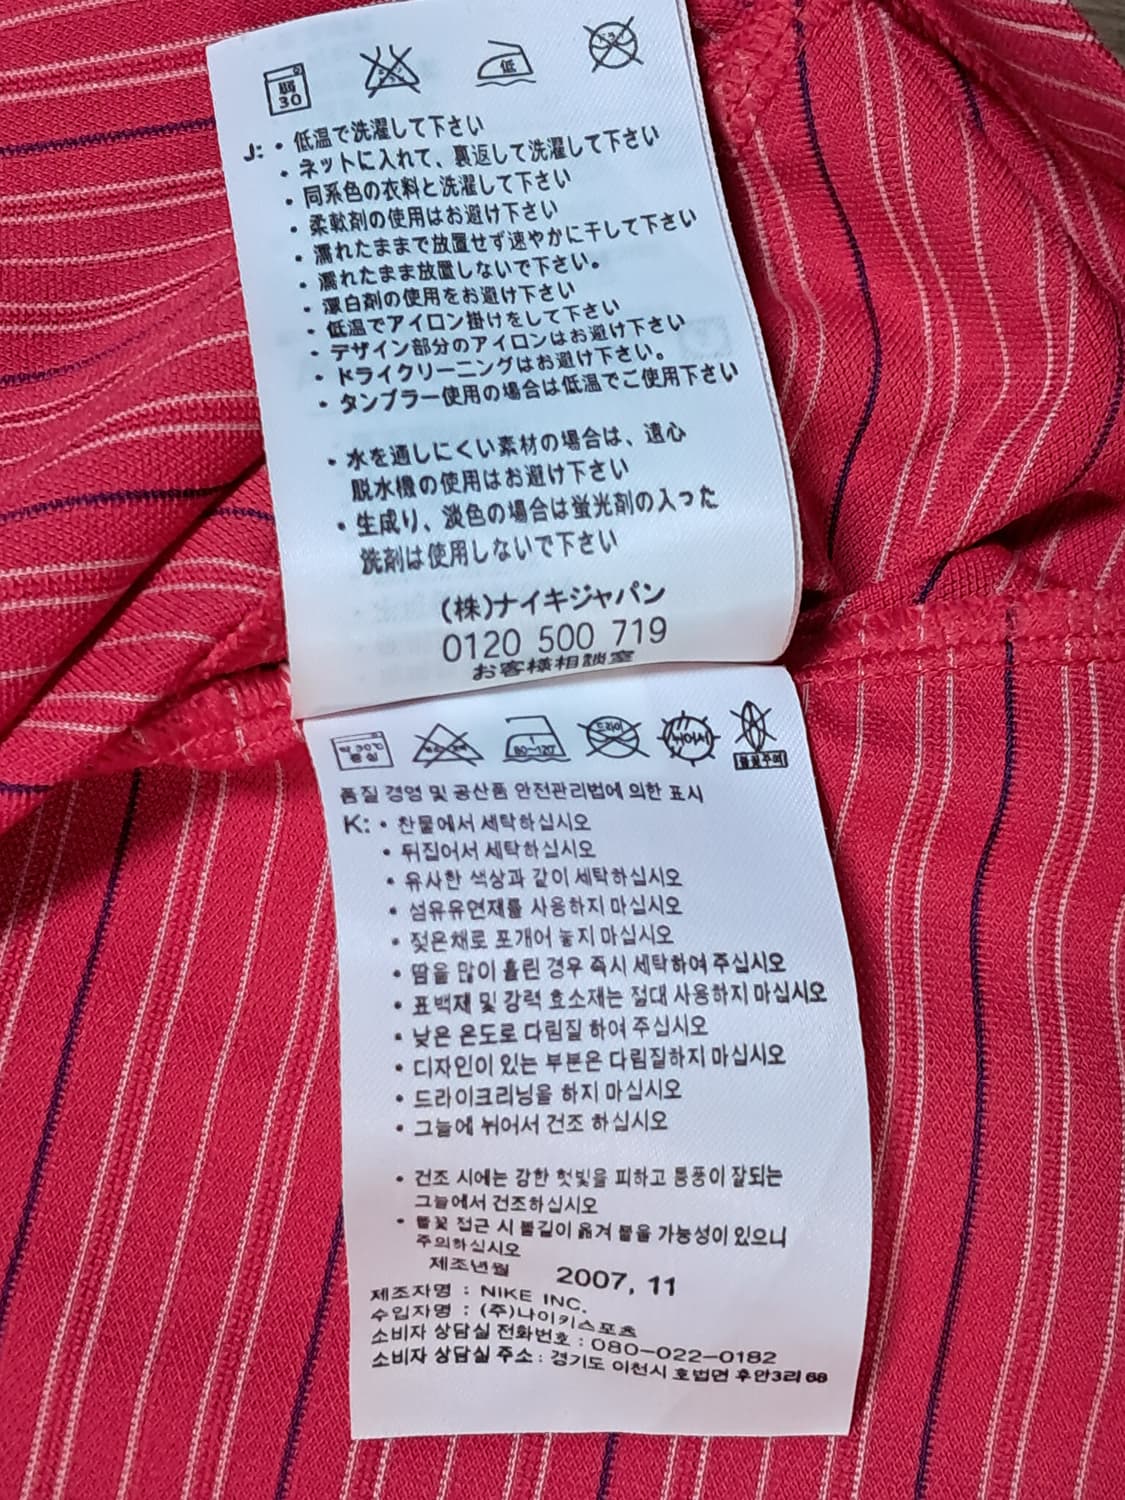 弱
30
低
J: ・低温で洗濯して下さい
・ネットに入れて、裏返して洗濯して下さい
・同系色の衣料と洗濯して下さい
・柔軟剤の使用はお避け下さい
・濡れたままで放置せず速やかに干して下さい
・濡れたまま放置しないで下さい。
・漂白剤の使用をお避け下さい
・低温でアイロン掛けをして下さい
・デザイン部分のアイロンはお避け下さい
・ドライクリーニングはお避け下さい。
・タンブラー使用の場合は低温でご使用下さい
・水を通しにくい素材の場合は、遠心
脱水機の使用はお避け下さい
・生成り、淡色の場合は蛍光剤の入った
洗剤は使用しないで下さい
(株)ナイキジャパン
0120 500 719
お客様相談室
약 30℃
중성
80-120℃
드라이
뉘어서
불꽃주의
품질 경영 및 공산품 안전관리법에 의한 표시
K: • 찬물에서 세탁하십시오
• 뒤집어서 세탁하십시오
• 유사한 색상과 같이 세탁하십시오
• 섬유유연제를 사용하지 마십시오
• 젖은채로 포개어 놓지 마십시오
• 땀을 많이 흘린 경우 즉시 세탁하여 주십시오
• 표백제 및 강력 효소제는 절대 사용하지 마십시오
• 낮은 온도로 다림질 하여 주십시오
• 디자인이 있는 부분은 다림질하지 마십시오
• 드라이크리닝을 하지 마십시오
• 그늘에 뉘어서 건조 하십시오
• 건조 시에는 강한 햇빛을 피하고 통풍이 잘되는
그늘에서 건조하십시오
• 불꽃 접근 시 불길이 옮겨 붙을 가능성이 있으니
주의하십시오
제조년월 2007, 11
제조자명 : NIKE INC.
수입자명 : (주)나이키스포츠
소비자 상담실 전화번호 : 080-022-0182
소비자 상담실 주소 : 경기도 이천시 호법면 후안3리 68